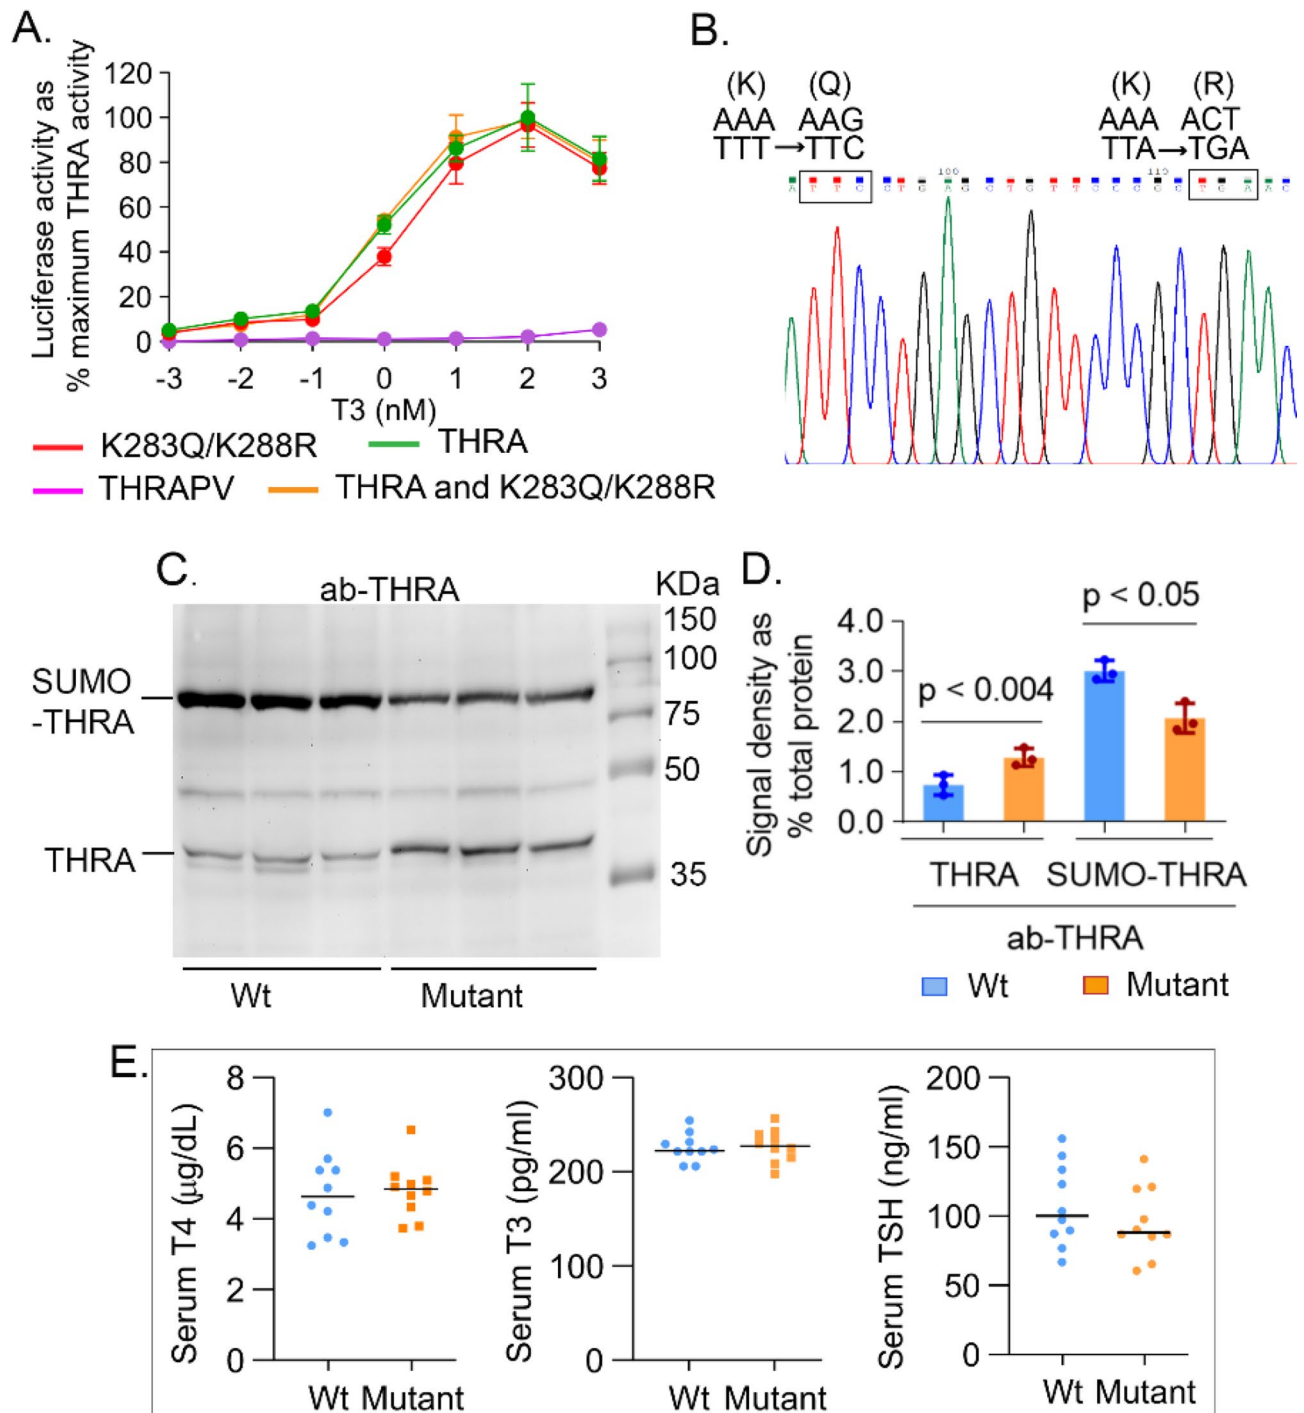 A.
Luciferase activity as
% maximum THRA activity
120
100
80
60
40
20
0
-3 -2 -1 0 1 2 3
T3 (nM)
K283Q/K288R THRA
THRAPV THRA and K283Q/K288R
B.
(K) (Q) (K) (R)
AAA AAG AAA ACT
TTT→TTC TTA→TGA
100 110
A T T C C T G A G C T G T T C C C G C T G A A C
C.
ab-THRA
KDa
150
100
75
50
35
SUMO
-THRA
THRA
Wt Mutant
D.
Signal density as
% total protein
4.0
3.0
2.0
1.0
0.0
p < 0.004
p < 0.05
THRA SUMO-THRA
ab-THRA
Wt Mutant
E.
Serum T4 (μg/dL)
8
6
4
2
0
Wt Mutant
Serum T3 (pg/ml)
300
200
100
0
Wt Mutant
Serum TSH (ng/ml)
200
150
100
50
0
Wt Mutant